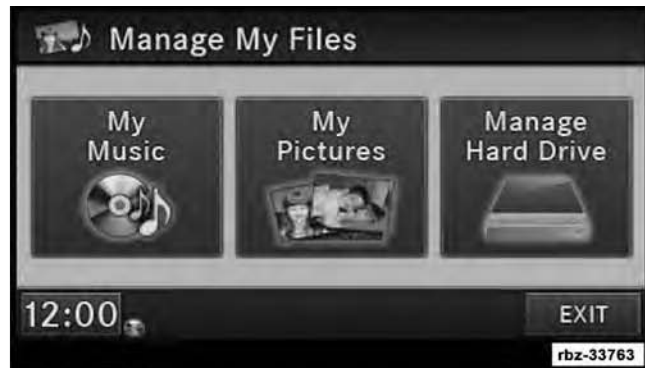 Manage My Files
My
Music
My
Pictures
Manage
Hard Drive
12:00
EXIT
rbz-33763